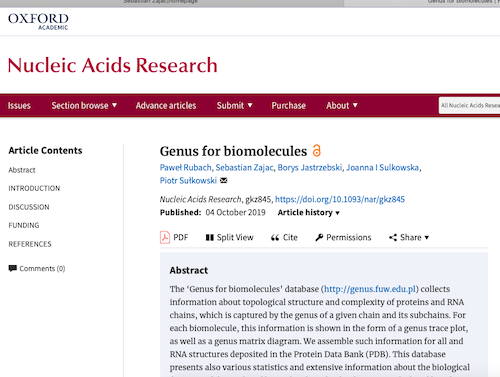 Sebastian Zajac|homepage
Genus for biomolecules |
OXFORD
ACADEMIC
Nucleic Acids Research
Issues Section browse ▼ Advance articles Submit ▼ Purchase About ▼ All Nucleic Acids Resea
Article Contents
Abstract
INTRODUCTION
DISCUSSION
FUNDING
REFERENCES
Comments (0)
Genus for biomolecules
Paweł Rubach, Sebastian Zajac, Borys Jastrzebski, Joanna I Sulkowska,
Piotr Sułkowski
Nucleic Acids Research, gkz845, https://doi.org/10.1093/nar/gkz845
Published: 04 October 2019 Article history ▼
PDF Split View Cite Permissions Share ▼
Abstract
The ‘Genus for biomolecules’ database (http://genus.fuw.edu.pl) collects
information about topological structure and complexity of proteins and RNA
chains, which is captured by the genus of a given chain and its subchains. For
each biomolecule, this information is shown in the form of a genus trace plot,
as well as a genus matrix diagram. We assemble such information for all and
RNA structures deposited in the Protein Data Bank (PDB). This database
presents also various statistics and extensive information about the biological